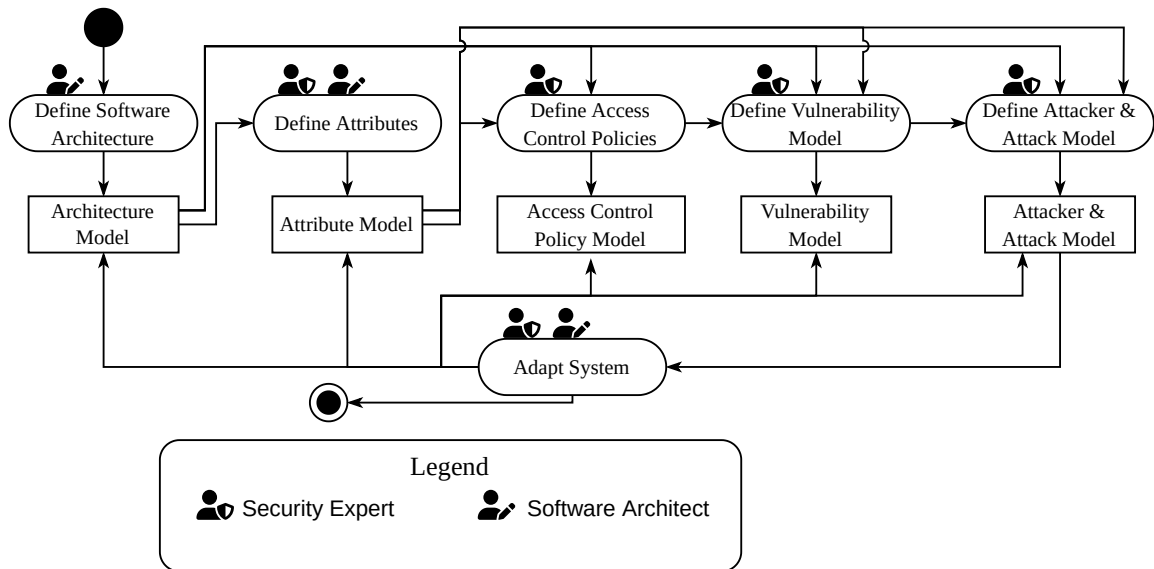 Define Software
Architecture
Define Attributes
Define Access
Control Policies
Define Vulnerability
Model
Define Attacker &
Attack Model
Architecture
Model
Attribute Model
Access Control
Policy Model
Vulnerability
Model
Attacker &
Attack Model
Adapt System
Legend
Security Expert
Software Architect